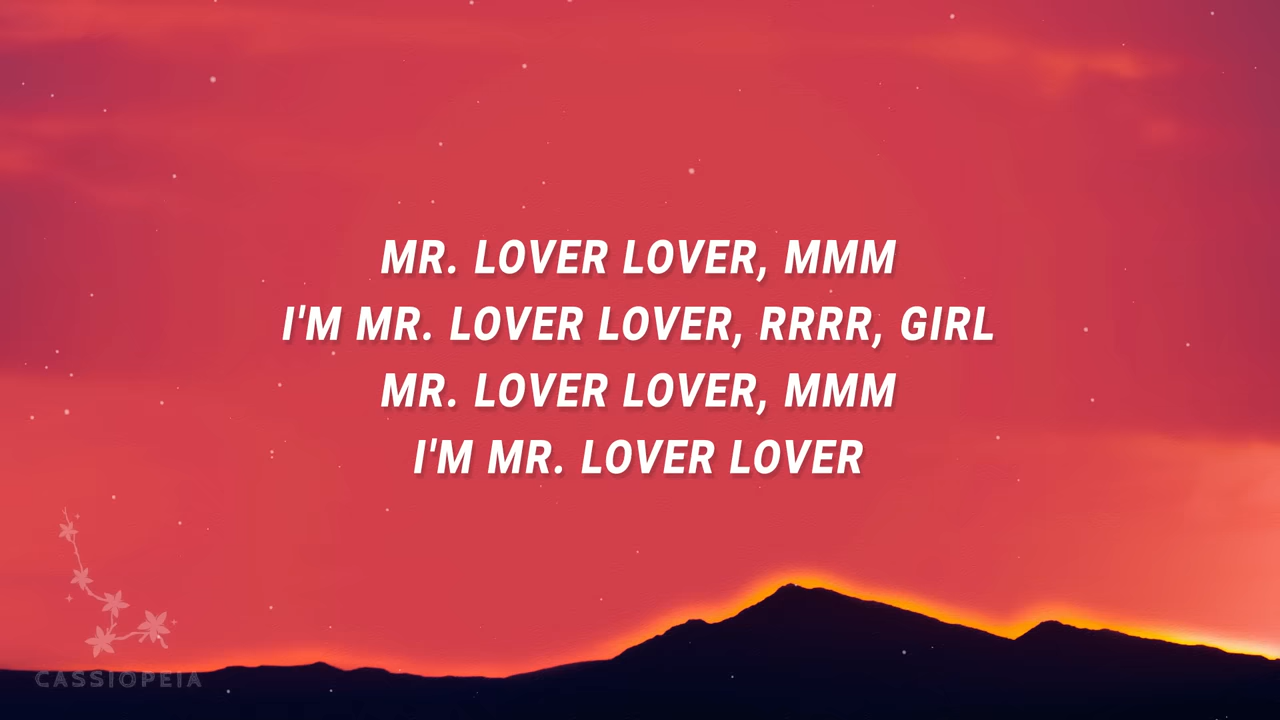 MR. LOVER LOVER, MMM
I'M MR. LOVER LOVER, RRRR, GIRL
MR. LOVER LOVER, MMM
I'M MR. LOVER LOVER
CASSIOPEIA